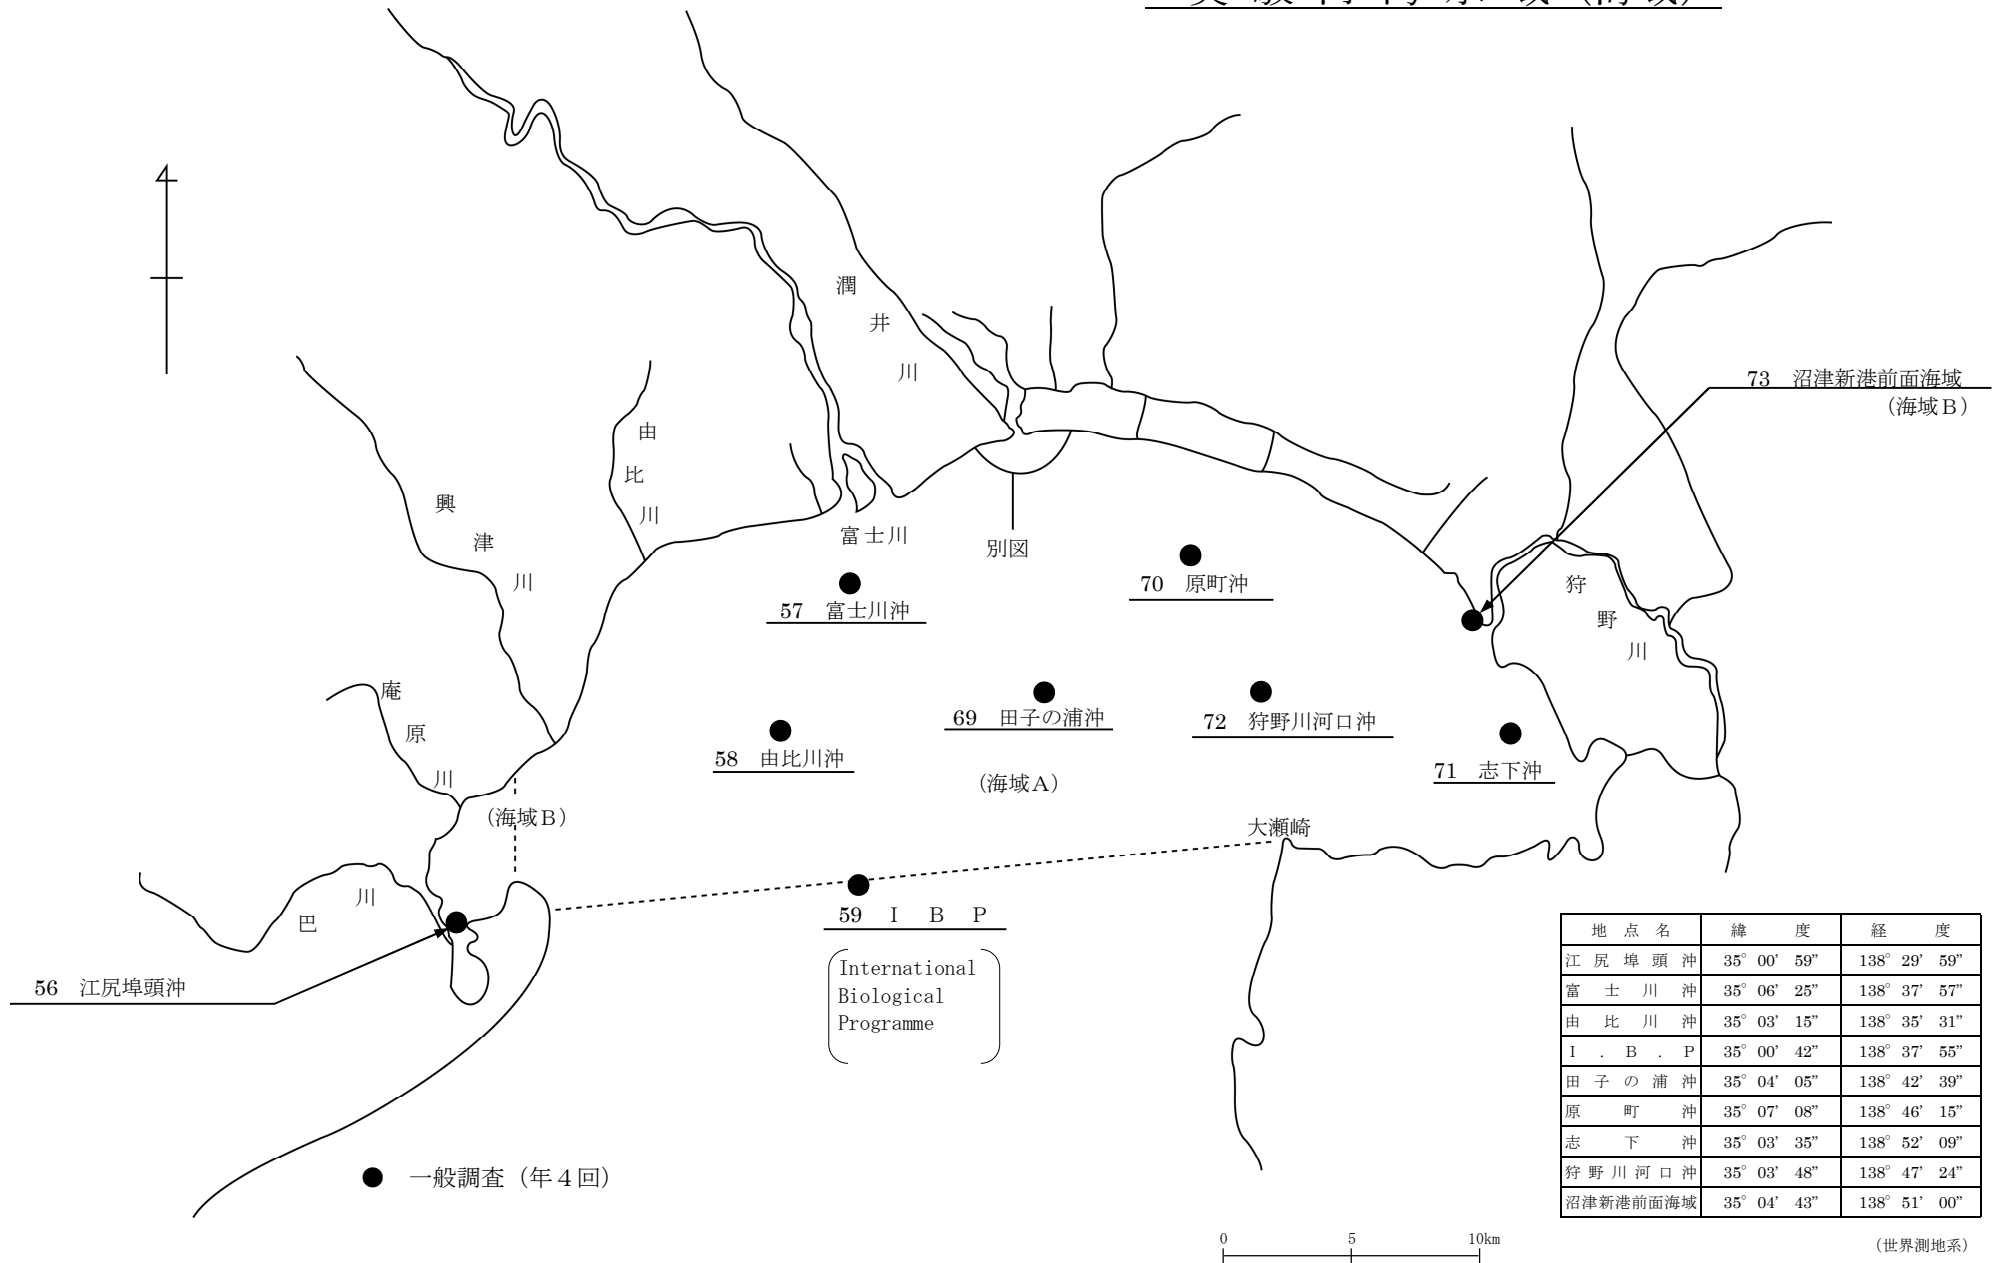 潤井川
73 沼津新港前面海域
（海域Ｂ）
由比川
興津川
富士川
別図
70 原町沖
57 富士川沖
狩野川
庵原川
69 田子の浦沖
72 狩野川河口沖
58 由比川沖
71 志下沖
（海域Ａ）
（海域Ｂ）
大瀬崎
巴川
59 Ｉ Ｂ Ｐ
International
Biological
Programme
56 江尻埠頭沖
● 一般調査（年４回）
地点名 緯度 経度
江尻埠頭沖 35° 00’ 59” 138° 29’ 59”
富士川沖 35° 06’ 25” 138° 37’ 57”
由比川沖 35° 03’ 15” 138° 35’ 31”
Ｉ．Ｂ．Ｐ 35° 00’ 42” 138° 37’ 55”
田子の浦沖 35° 04’ 05” 138° 42’ 39”
原町沖 35° 07’ 08” 138° 46’ 15”
志下沖 35° 03’ 35” 138° 52’ 09”
狩野川河口沖 35° 03’ 48” 138° 47’ 24”
沼津新港前面海域 35° 04’ 43” 138° 51’ 00”
（世界測地系）
0 5 10km